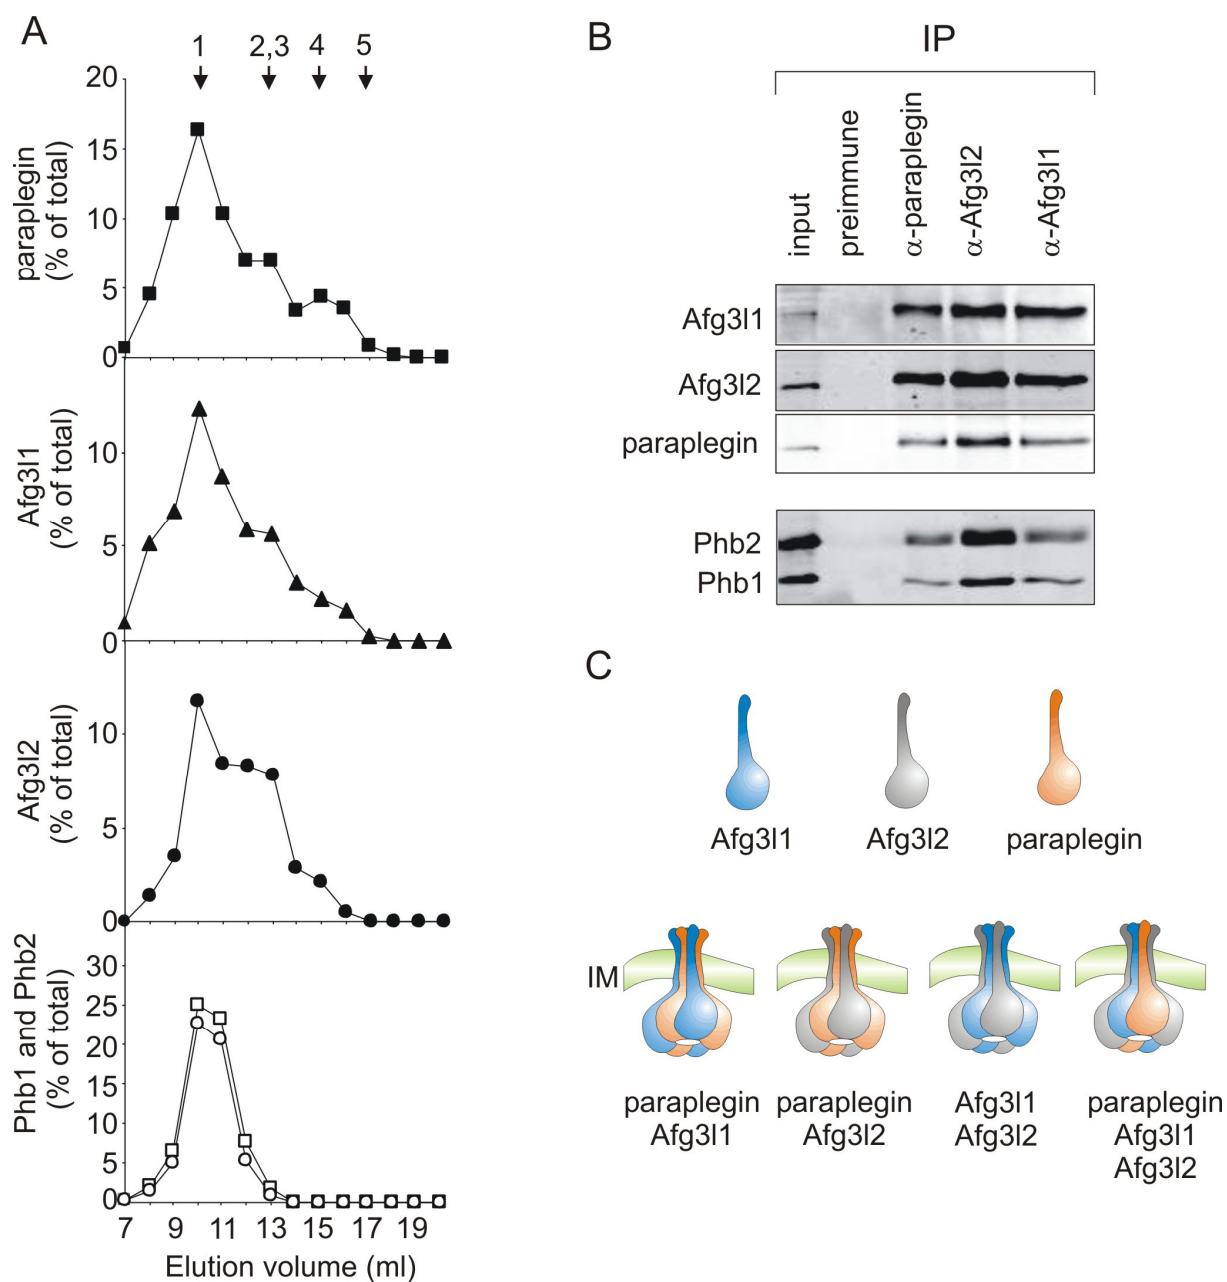 A
1
2,3
4
5
paraplegin
(% of total)
20
15
10
5
0
Afg3l1
(% of total)
10
5
0
Afg3l2
(% of total)
10
5
0
Phb1 and Phb2
(% of total)
30
25
20
15
10
5
0
7 9 11 13 15 17 19
Elution volume (ml)
B
IP
input
preimmune
α-paraplegin
α-Afg3l2
α-Afg3l1
Afg3l1
Afg3l2
paraplegin
Phb2
Phb1
C
Afg3l1 Afg3l2 paraplegin
IM
paraplegin
Afg3l1
paraplegin
Afg3l2
Afg3l1
Afg3l2
paraplegin
Afg3l1
Afg3l2